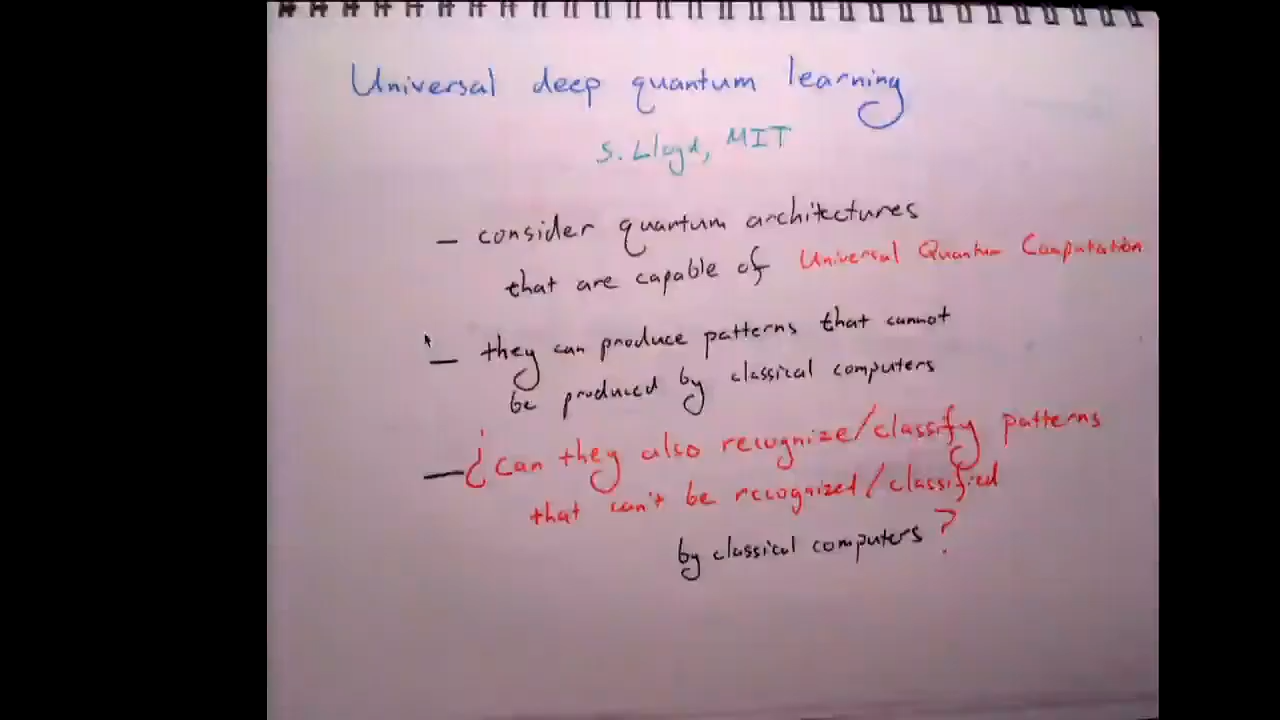 Universal deep quantum learning
S. Lloyd, MIT
— consider quantum architectures
that are capable of Universal Quantum Computation
— they can produce patterns that cannot
be produced by classical computers
— ¿can they also recognize/classify patterns
that can't be recognized/classified
by classical computers?